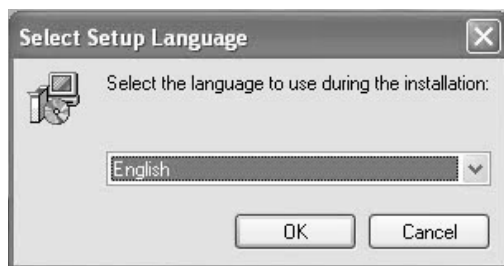 Select Setup Language
Select the language to use during the installation:
English
OK Cancel